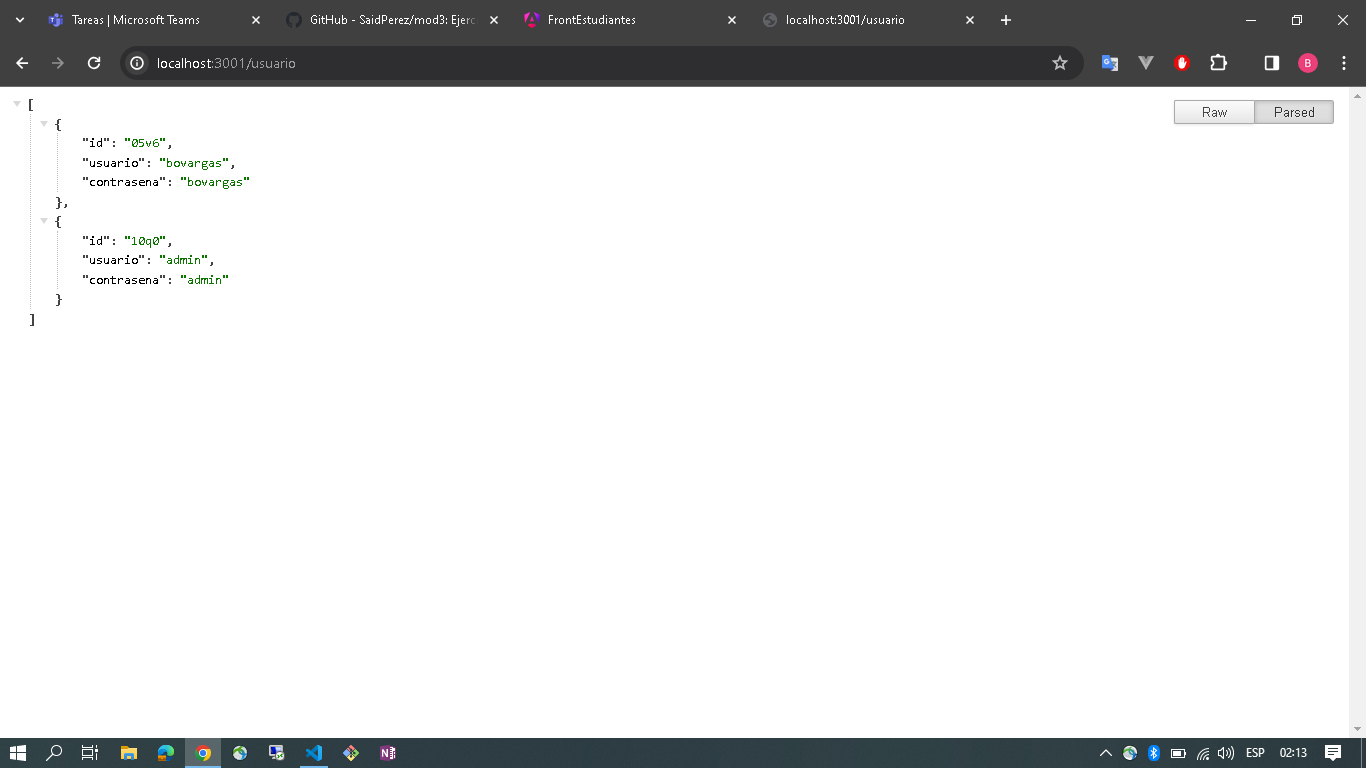 Tareas | Microsoft Teams
GitHub - SaidPerez/mod3: Ejerc
FrontEstudiantes
localhost:3001/usuario
localhost:3001/usuario
B
Raw
Parsed
[
{
"id": "05v6",
"usuario": "bovargas",
"contrasena": "bovargas"
},
{
"id": "10q0",
"usuario": "admin",
"contrasena": "admin"
}
]
ESP
02:13